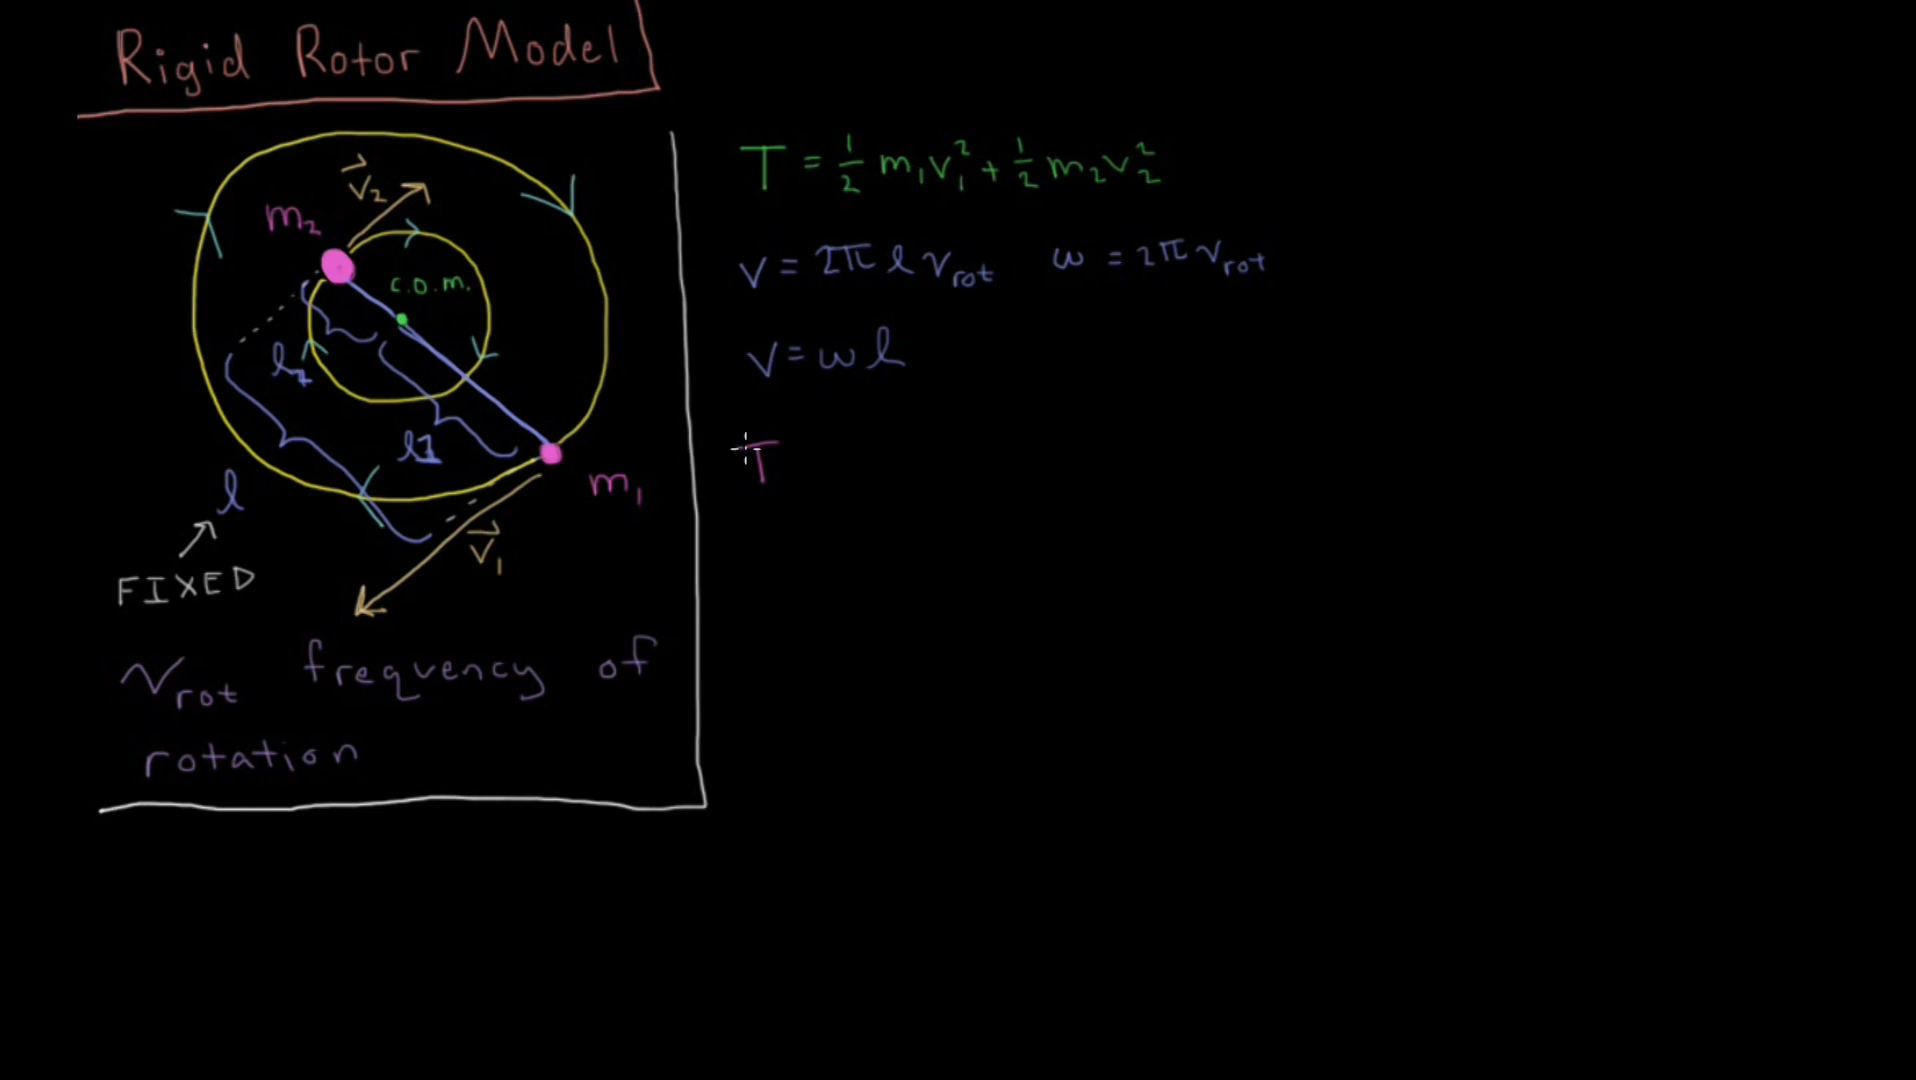 Rigid Rotor Model
T = 1/2 m₁v₁² + 1/2 m₂v₂²
v⃗₂
m₂
v = 2π l ν_rot    ω = 2π ν_rot
c.o.m.
v = ω l
l₂
l₁
T
m₁
l
v⃗₁
FIXED
ν_rot frequency of
rotation